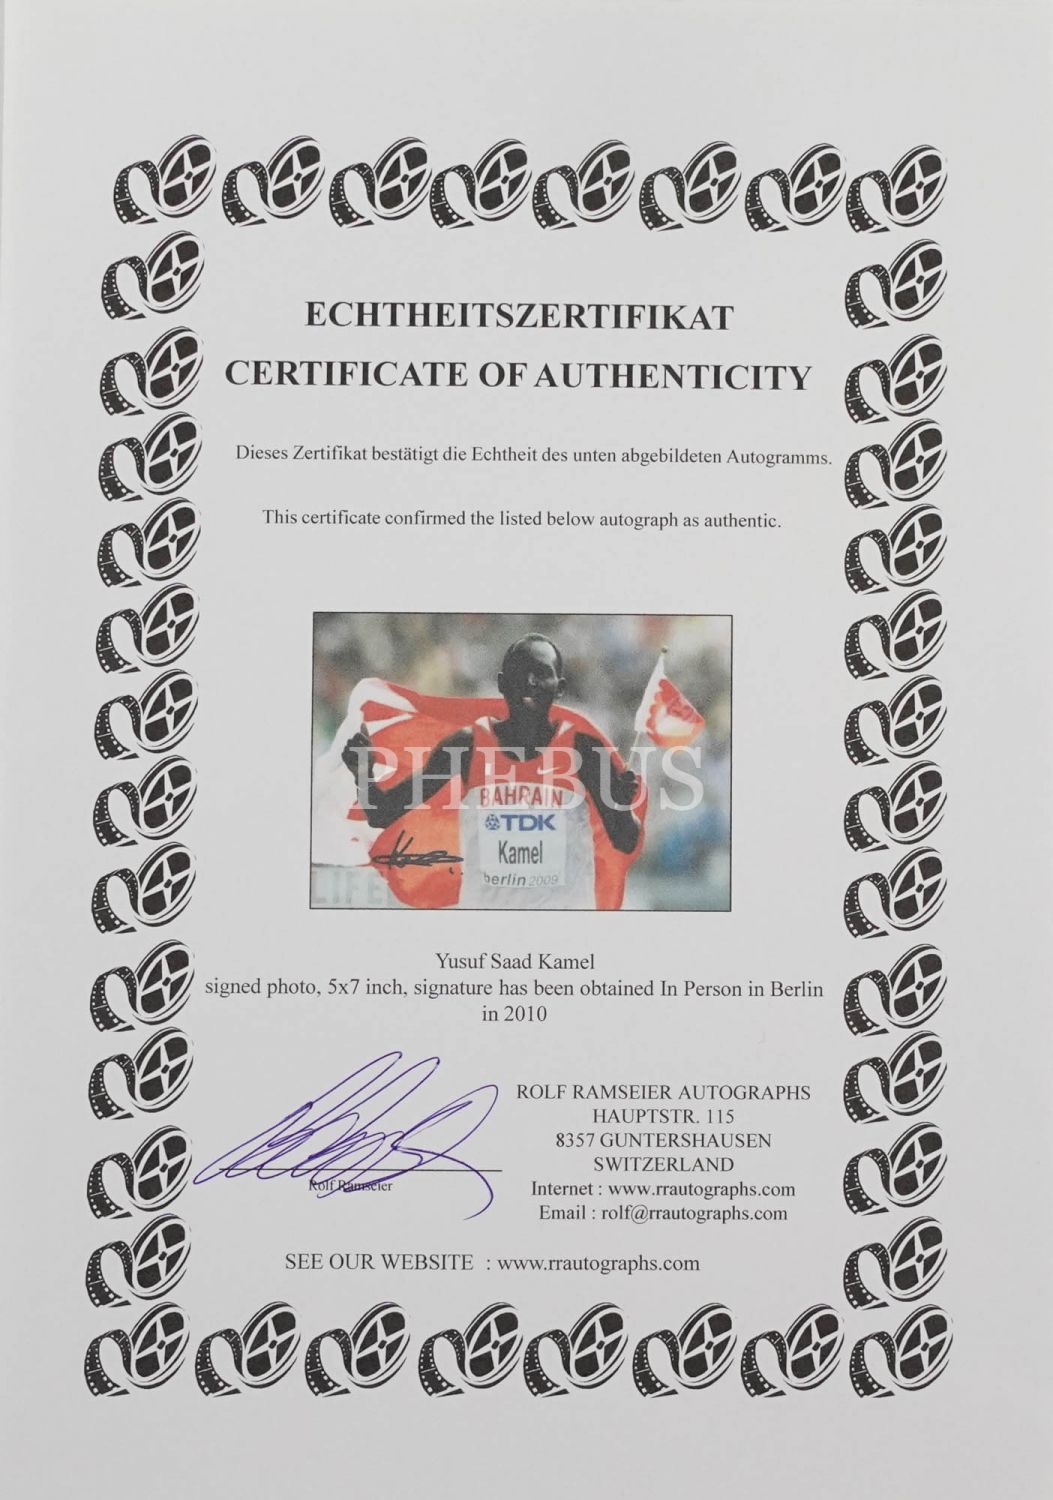 ECHTHEITSZERTIFIKAT
CERTIFICATE OF AUTHENTICITY
Dieses Zertifikat bestätigt die Echtheit des unten abgebildeten Autogramms.
This certificate confirmed the listed below autograph as authentic.
PHEBUS
BAHRAIN
TDK
Kamel
berlin 2009
LIFE
Yusuf Saad Kamel
signed photo, 5x7 inch, signature has been obtained In Person in Berlin
in 2010
Rolf Ramseier
ROLF RAMSEIER AUTOGRAPHS
HAUPTSTR. 115
8357 GUNTERSHAUSEN
SWITZERLAND
Internet : www.rrautographs.com
Email : rolf@rrautographs.com
SEE OUR WEBSITE : www.rrautographs.com